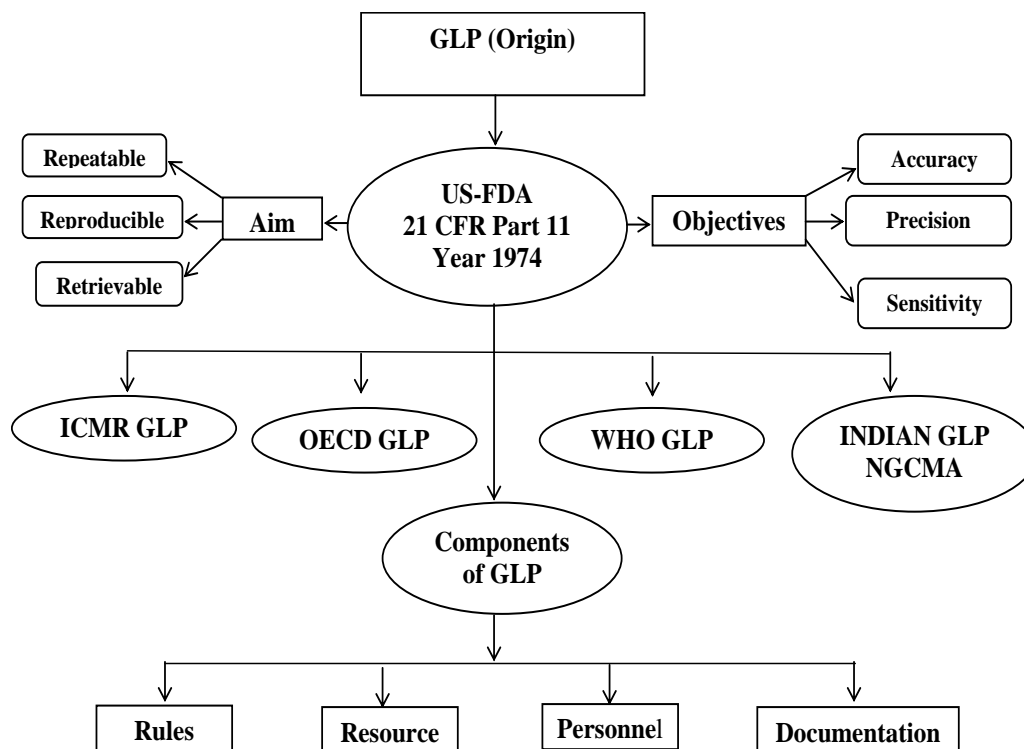 GLP (Origin)
Repeatable
Reproducible
Retrievable
Aim
US-FDA
21 CFR Part 11
Year 1974
Objectives
Accuracy
Precision
Sensitivity
ICMR GLP
OECD GLP
WHO GLP
INDIAN GLP
NGCMA
Components
of GLP
Rules
Resource
Personnel
Documentation